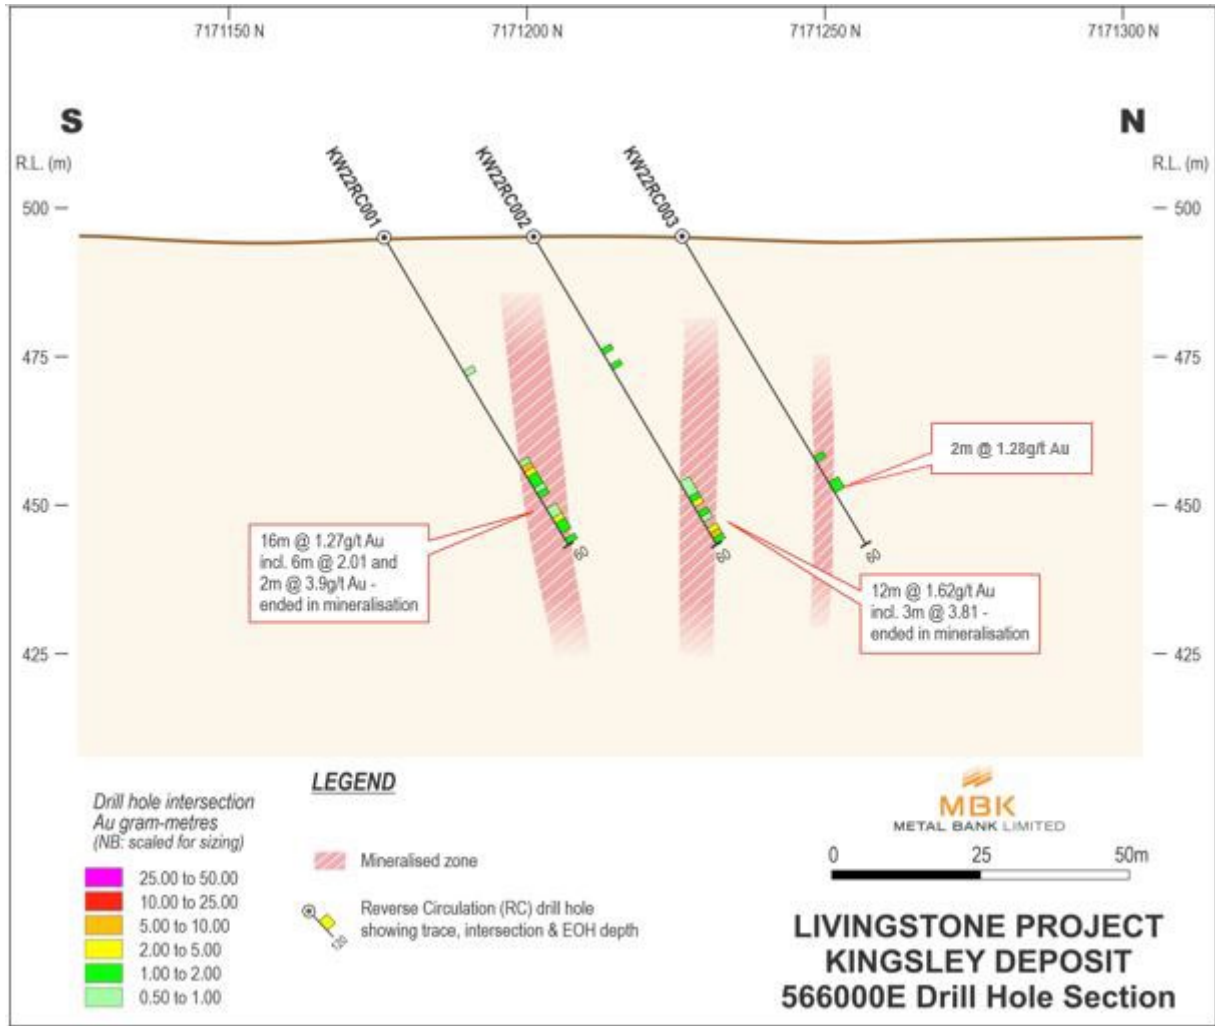 7171150 N 7171200 N 7171250 N 7171300 N
S N
R.L. (m) R.L. (m)
KW22RC001 KW22RC002 KW22RC003
500 500
475 475
450 450
425 425
2m @ 1.28g/t Au
16m @ 1.27g/t Au
incl. 6m @ 2.01 and
2m @ 3.9g/t Au -
ended in mineralisation
60 80 60
12m @ 1.62g/t Au
incl. 3m @ 3.81 -
ended in mineralisation
Drill hole intersection
Au gram-metres
(NB: scaled for sizing)
25.00 to 50.00
10.00 to 25.00
5.00 to 10.00
2.00 to 5.00
1.00 to 2.00
0.50 to 1.00
LEGEND
Mineralised zone
Reverse Circulation (RC) drill hole
showing trace, intersection & EOH depth
120
MBK
METAL BANK LIMITED
0 25 50m
LIVINGSTONE PROJECT
KINGSLEY DEPOSIT
566000E Drill Hole Section